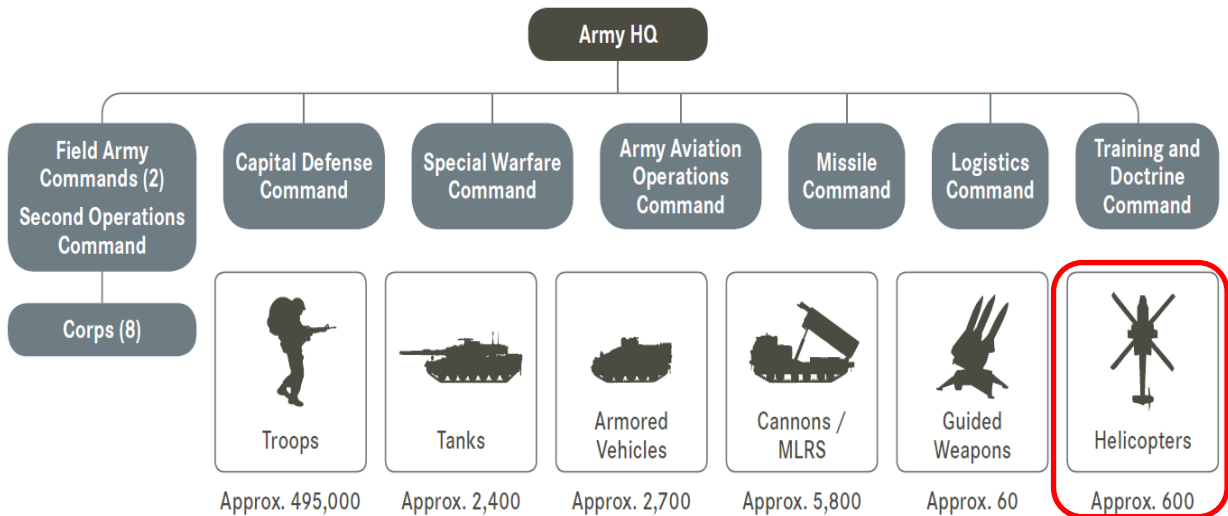 Army HQ
Field Army
Commands (2)
Second Operations
Command
Capital Defense
Command
Special Warfare
Command
Army Aviation
Operations
Command
Missile
Command
Logistics
Command
Training and
Doctrine
Command
Corps (8)
Troops
Tanks
Armored
Vehicles
Cannons /
MLRS
Guided
Weapons
Helicopters
Approx. 495,000
Approx. 2,400
Approx. 2,700
Approx. 5,800
Approx. 60
Approx. 600